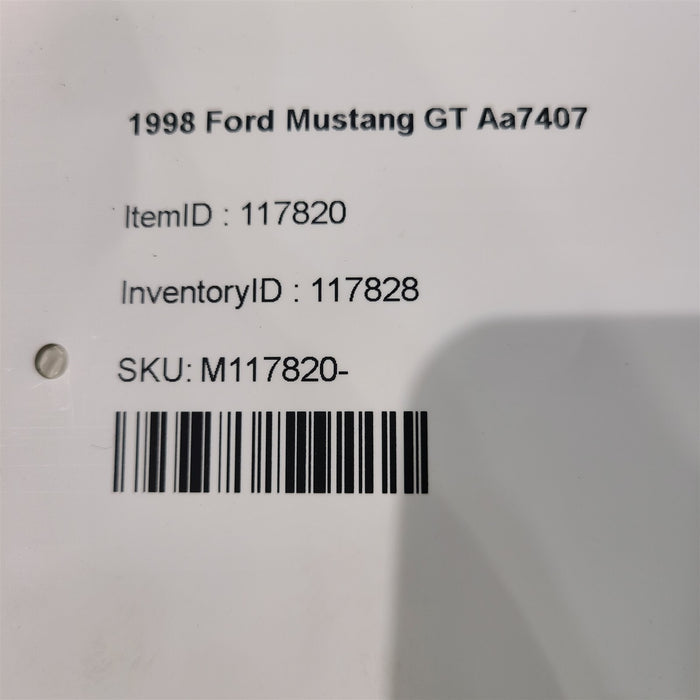 1998 Ford Mustang GT Aa7407
ItemID : 117820
InventoryID : 117828
SKU: M117820-